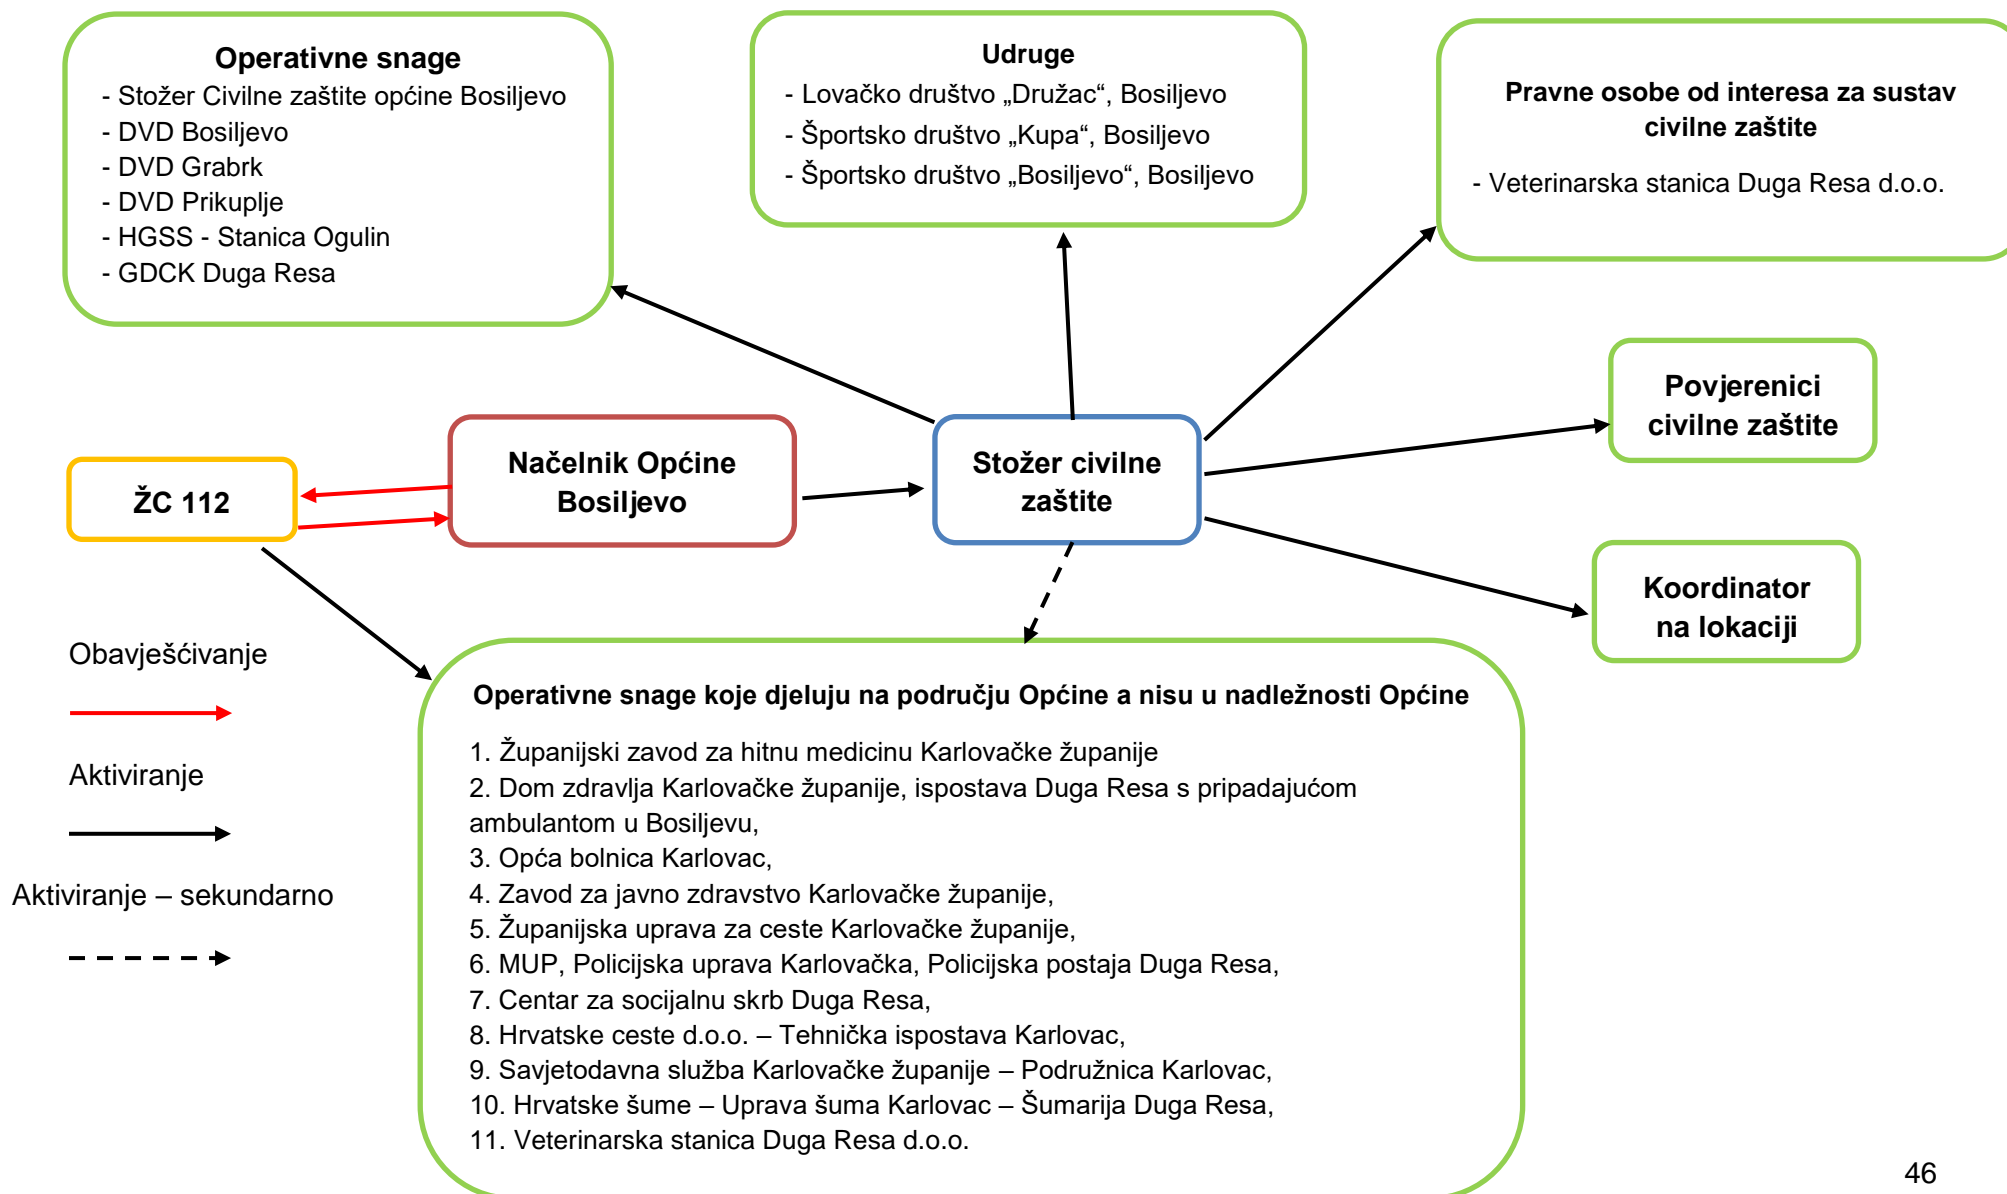 Operativne snage
- Stožer Civilne zaštite općine Bosiljevo
- DVD Bosiljevo
- DVD Grabrk
- DVD Prikuplje
- HGSS - Stanica Ogulin
- GDCK Duga Resa
Udruge
- Lovačko društvo „Družac“, Bosiljevo
- Športsko društvo „Kupa“, Bosiljevo
- Športsko društvo „Bosiljevo“, Bosiljevo
Pravne osobe od interesa za sustav
civilne zaštite
- Veterinarska stanica Duga Resa d.o.o.
Povjerenici
civilne zaštite
ŽC 112
Načelnik Općine
Bosiljevo
Stožer civilne
zaštite
Koordinator
na lokaciji
Obavješćivanje
Aktiviranje
Aktiviranje – sekundarno
Operativne snage koje djeluju na području Općine a nisu u nadležnosti Općine
1. Županijski zavod za hitnu medicinu Karlovačke županije
2. Dom zdravlja Karlovačke županije, ispostava Duga Resa s pripadajućom
ambulantom u Bosiljevu,
3. Opća bolnica Karlovac,
4. Zavod za javno zdravstvo Karlovačke županije,
5. Županijska uprava za ceste Karlovačke županije,
6. MUP, Policijska uprava Karlovačka, Policijska postaja Duga Resa,
7. Centar za socijalnu skrb Duga Resa,
8. Hrvatske ceste d.o.o. – Tehnička ispostava Karlovac,
9. Savjetodavna služba Karlovačke županije – Podružnica Karlovac,
10. Hrvatske šume – Uprava šuma Karlovac – Šumarija Duga Resa,
11. Veterinarska stanica Duga Resa d.o.o.
46